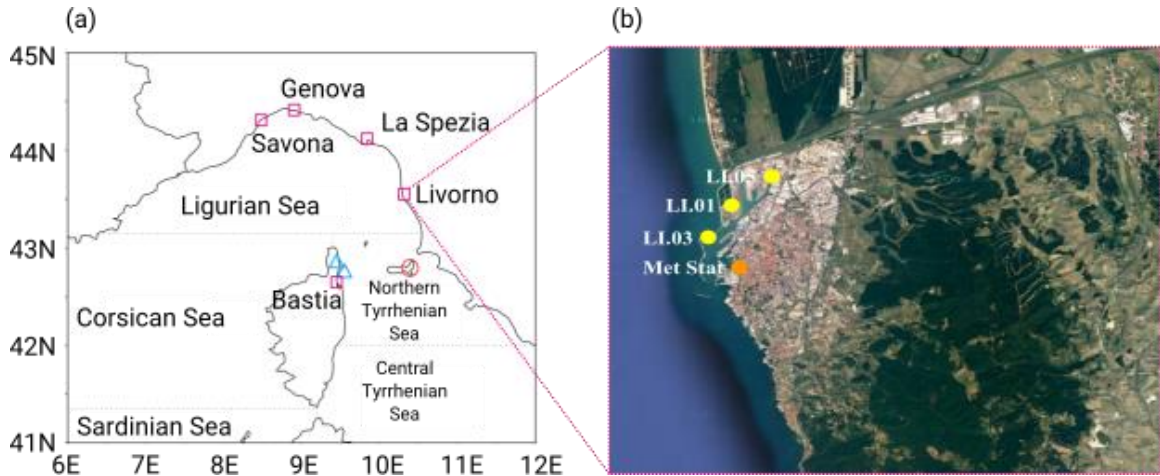 (a)
(b)
45N
44N
43N
42N
41N
Genova
La Spezia
Savona
Livorno
Ligurian Sea
Bastia
Northern
Tyrrhenian
Sea
Corsican Sea
Central
Tyrrhenian
Sea
Sardinian Sea
6E 7E 8E 9E 10E 11E 12E
LI.01
LI.03
Met Stat